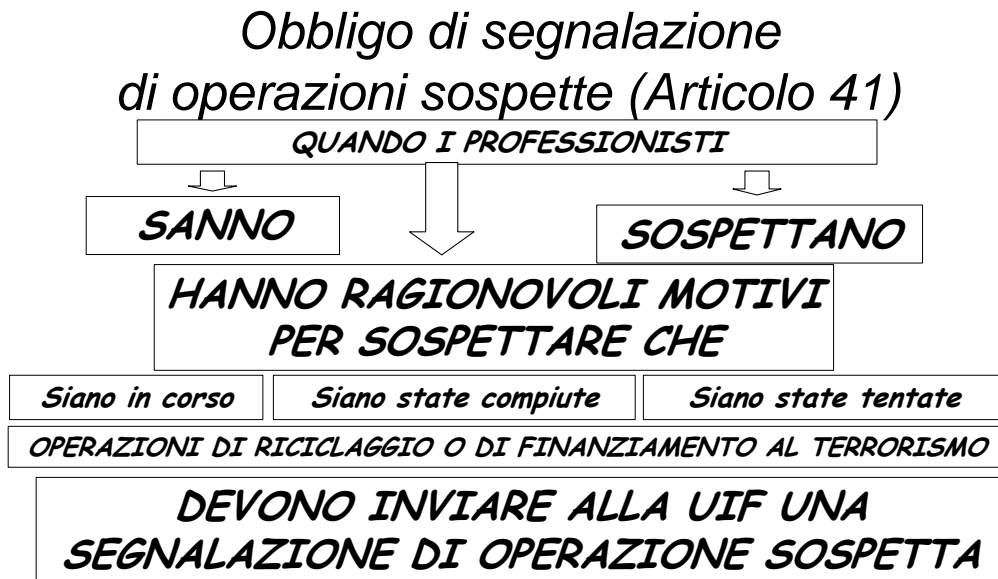 Obbligo di segnalazione
di operazioni sospette (Articolo 41)
QUANDO I PROFESSIONISTI
SANNO
SOSPETTANO
HANNO RAGIONOVOLI MOTIVI
PER SOSPETTARE CHE
Siano in corso
Siano state compiute
Siano state tentate
OPERAZIONI DI RICICLAGGIO O DI FINANZIAMENTO AL TERRORISMO
DEVONO INVIARE ALLA UIF UNA
SEGNALAZIONE DI OPERAZIONE SOSPETTA